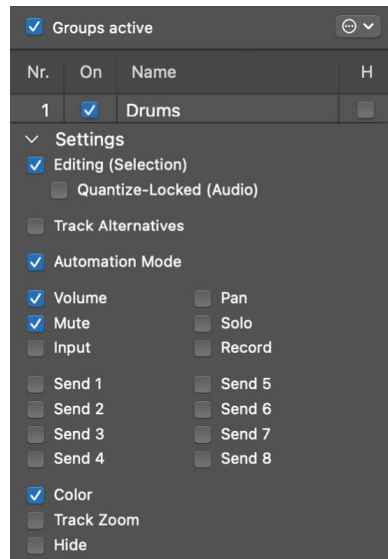 Groups active
Nr. On Name H
1 Drums
Settings
Editing (Selection)
Quantize-Locked (Audio)
Track Alternatives
Automation Mode
Volume Pan
Mute Solo
Input Record
Send 1 Send 5
Send 2 Send 6
Send 3 Send 7
Send 4 Send 8
Color
Track Zoom
Hide